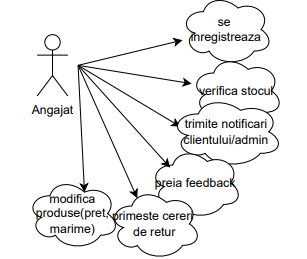 se
inregistreaza
verifica stocul
trimite notificari
clientului/admin
preia feedback
primeste cereri
de retur
modifica
produse(pret,
marime)
Angajat